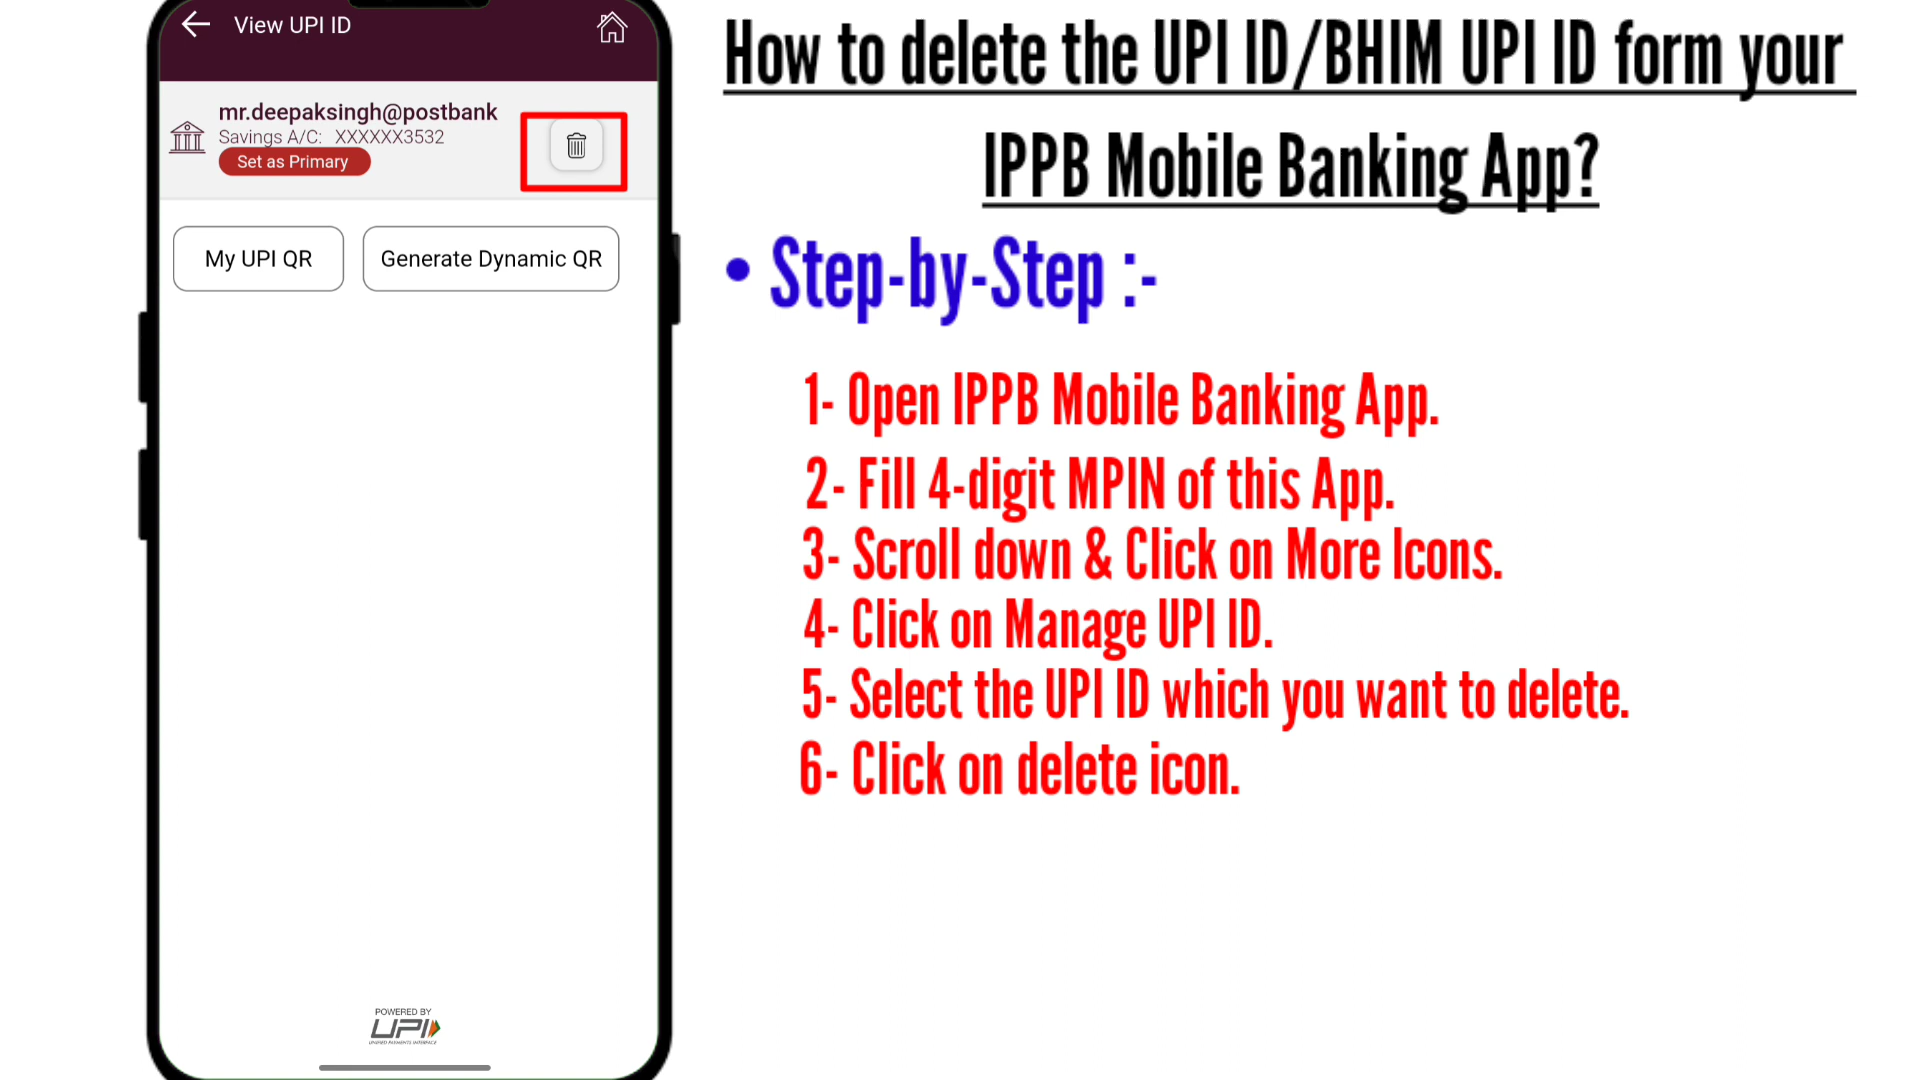 View UPI ID
mr.deepaksingh@postbank
Savings A/C: XXXXXX3532
Set as Primary
My UPI QR
Generate Dynamic QR
POWERED BY
UPI
UNIFIED PAYMENTS INTERFACE
How to delete the UPI ID/BHIM UPI ID form your
IPPB Mobile Banking App?
• Step-by-Step :-
1- Open IPPB Mobile Banking App.
2- Fill 4-digit MPIN of this App.
3- Scroll down & Click on More Icons.
4- Click on Manage UPI ID.
5- Select the UPI ID which you want to delete.
6- Click on delete icon.